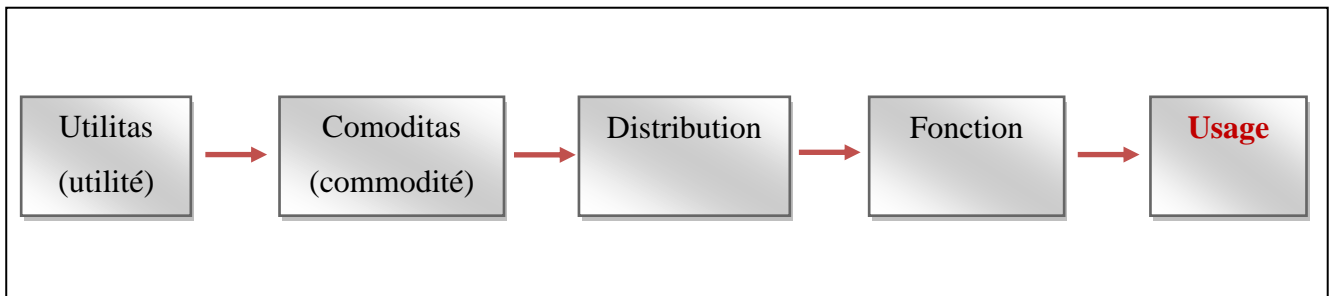 Utilitas
(utilité)
Comoditas
(commodité)
Distribution
Fonction
Usage